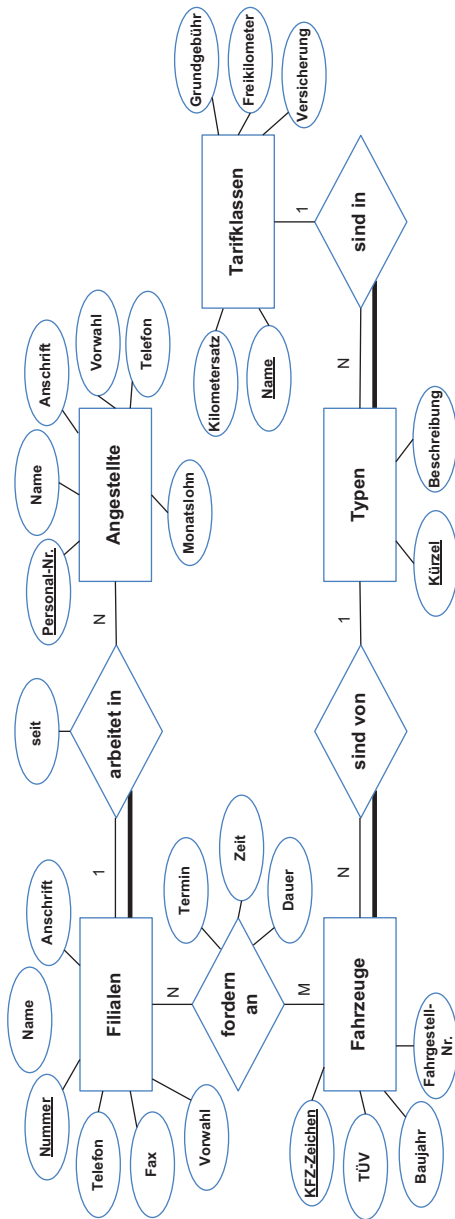 Nummer
Name
Anschrift
Telefon
Fax
Vorwahl
Filialen
1
seit
arbeitet in
N
Personal-Nr.
Name
Anschrift
Vorwahl
Telefon
Angestellte
Monatslohn
N
fordern
an
Termin
Zeit
Dauer
M
KFZ-Zeichen
TÜV
Baujahr
Fahrgestell-
Nr.
Fahrzeuge
N
sind von
1
Typen
Kürzel
Beschreibung
N
sind in
1
Tarifklassen
Kilometersatz
Name
Grundgebühr
Freikilometer
Versicherung